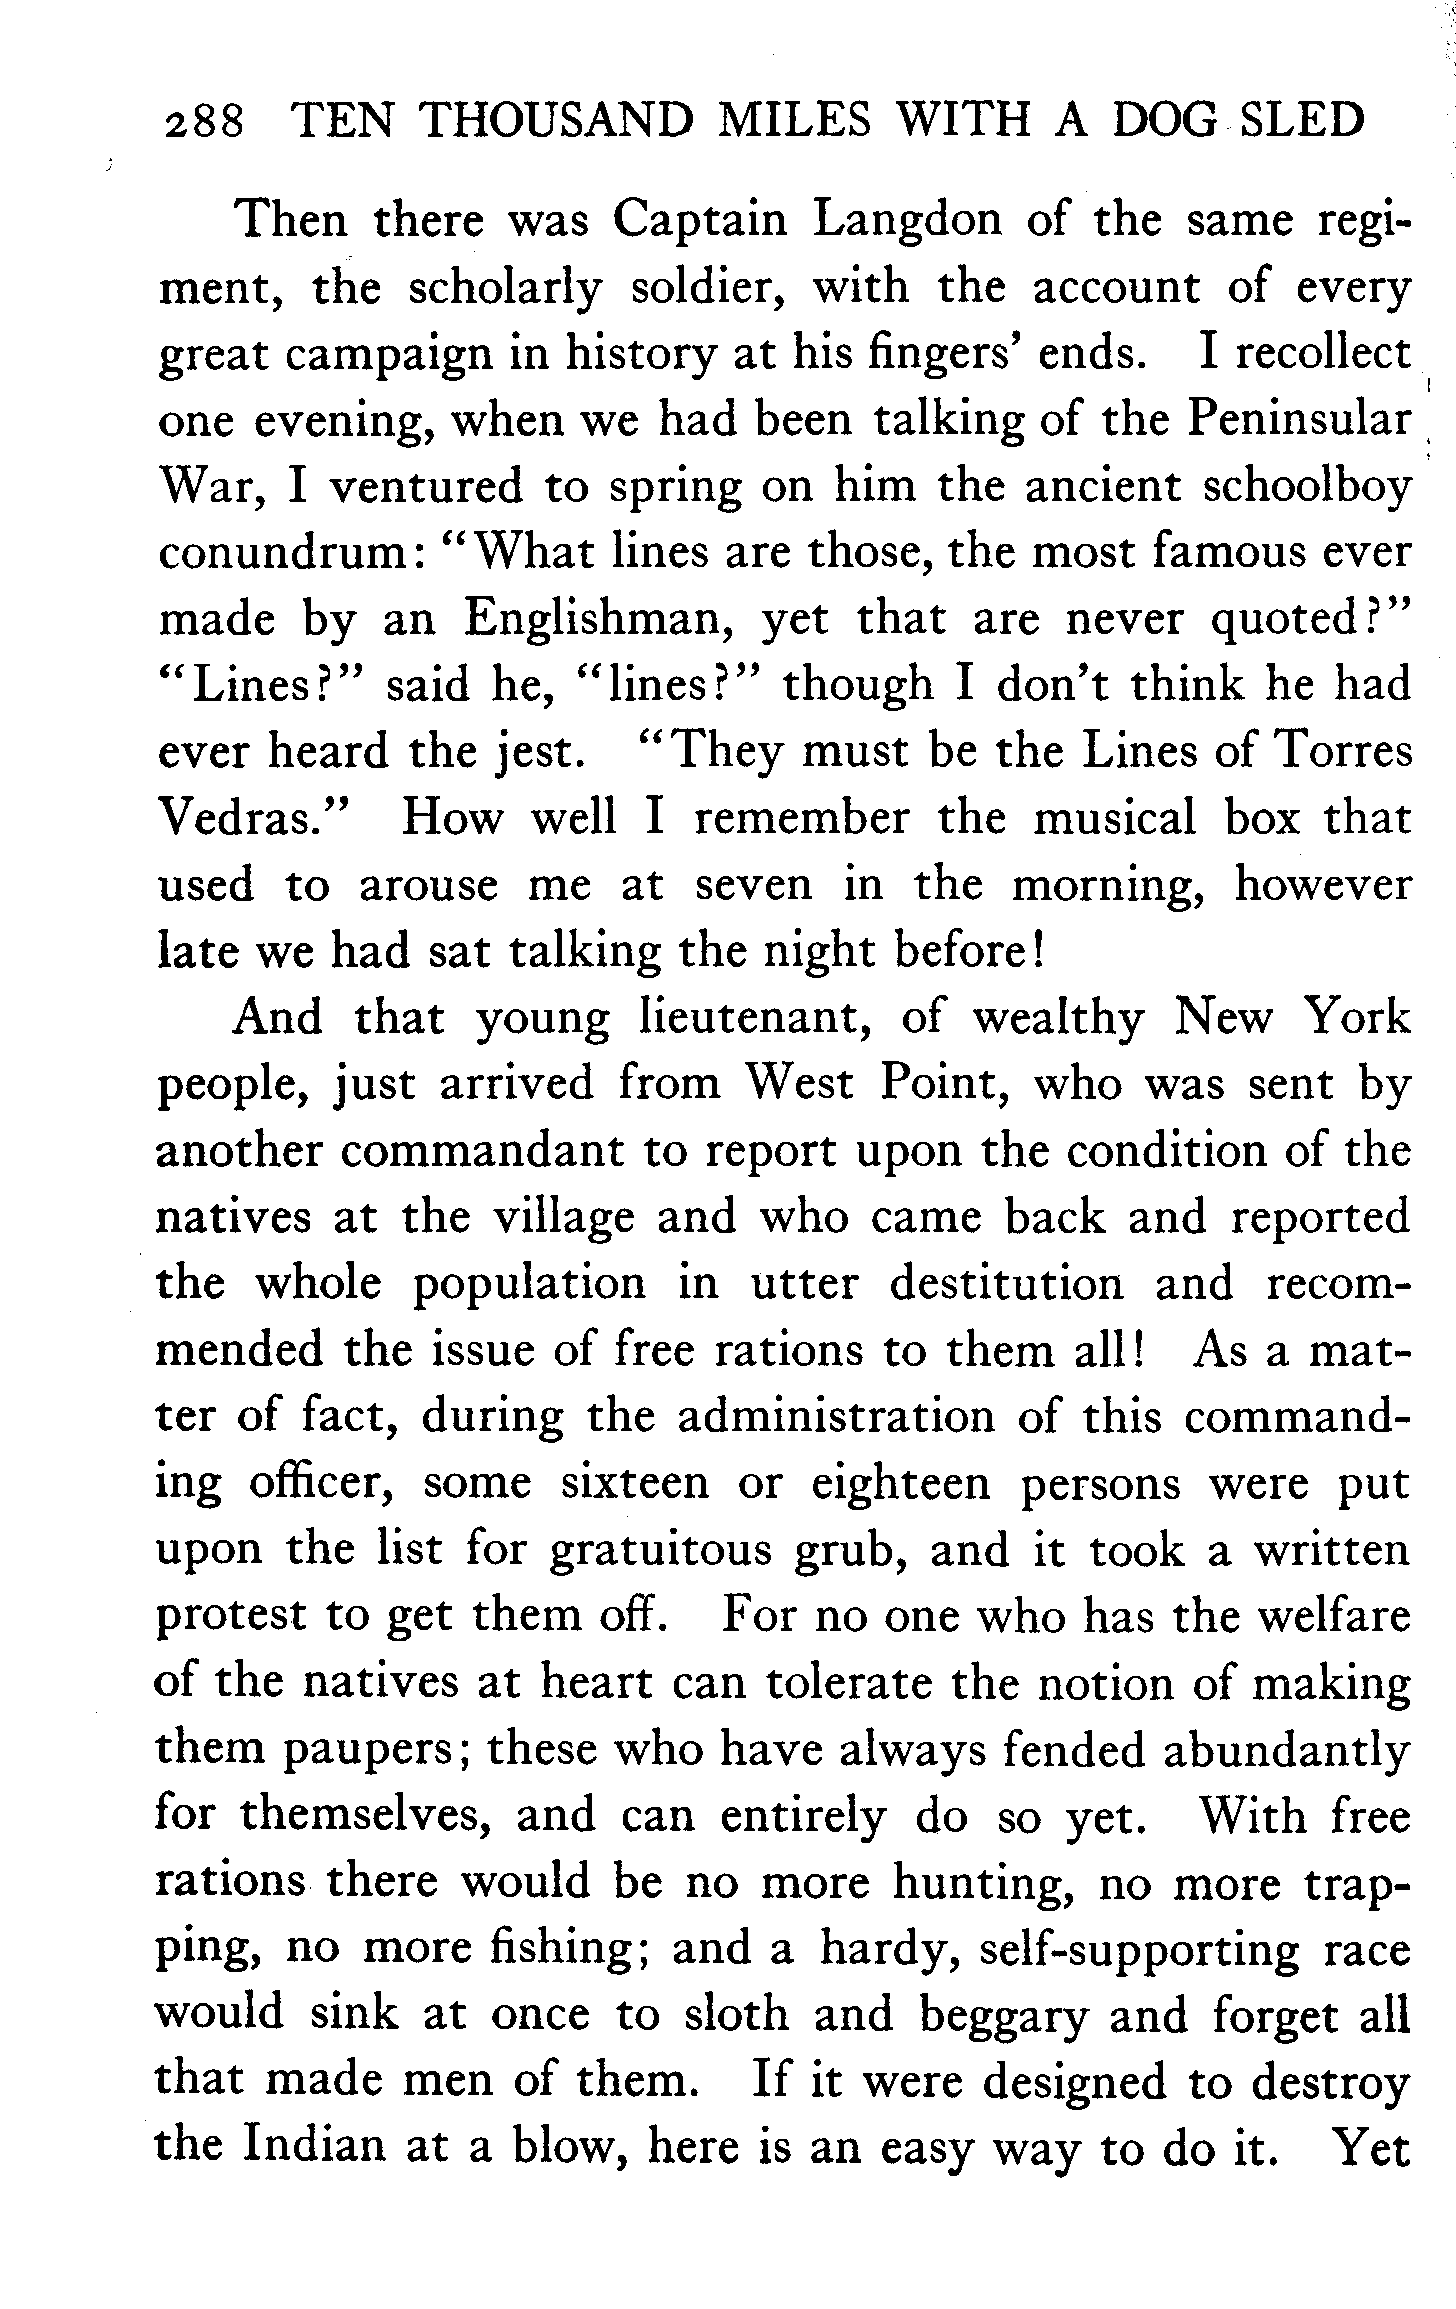 288 TEN THOUSAND MILES WITH A DOG SLED
Then there was Captain Langdon of the same regi-
ment, the scholarly soldier, with the account of every
great campaign in history at his fingers' ends. I recollect
one evening, when we had been talking of the Peninsular
War, I ventured to spring on him the ancient schoolboy
conundrum: "What lines are those, the most famous ever
made by an Englishman, yet that are never quoted?"
"Lines?" said he, "lines?" though I don't think he had
ever heard the jest. "They must be the Lines of Torres
Vedras." How well I remember the musical box that
used to arouse me at seven in the morning, however
late we had sat talking the night before!
And that young lieutenant, of wealthy New York
people, just arrived from West Point, who was sent by
another commandant to report upon the condition of the
natives at the village and who came back and reported
the whole population in utter destitution and recom-
mended the issue of free rations to them all! As a mat-
ter of fact, during the administration of this command-
ing officer, some sixteen or eighteen persons were put
upon the list for gratuitous grub, and it took a written
protest to get them off. For no one who has the welfare
of the natives at heart can tolerate the notion of making
them paupers; these who have always fended abundantly
for themselves, and can entirely do so yet. With free
rations there would be no more hunting, no more trap-
ping, no more fishing; and a hardy, self-supporting race
would sink at once to sloth and beggary and forget all
that made men of them. If it were designed to destroy
the Indian at a blow, here is an easy way to do it. Yet